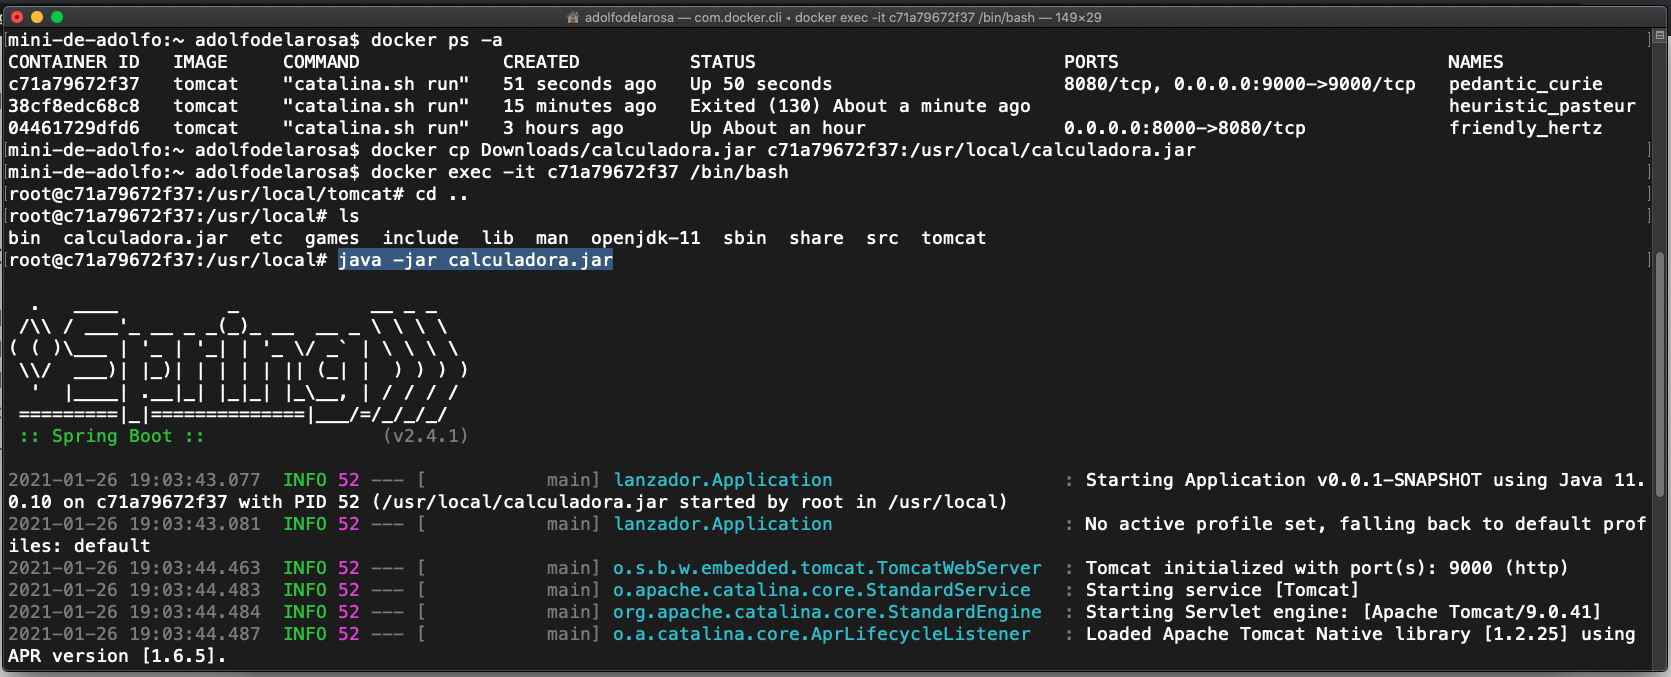 adolfodelarosa — com.docker.cli ◂ docker exec -it c71a79672f37 /bin/bash — 149×29
[mini-de-adolfo:~ adolfodelarosa$ docker ps -a ]
CONTAINER ID   IMAGE     COMMAND             CREATED          STATUS                            PORTS                              NAMES
c71a79672f37   tomcat    "catalina.sh run"   51 seconds ago   Up 50 seconds                     8080/tcp, 0.0.0.0:9000->9000/tcp   pedantic_curie
38cf8edc68c8   tomcat    "catalina.sh run"   15 minutes ago   Exited (130) About a minute ago                                      heuristic_pasteur
04461729dfd6   tomcat    "catalina.sh run"   3 hours ago      Up About an hour                  0.0.0.0:8000->8080/tcp             friendly_hertz
mini-de-adolfo:~ adolfodelarosa$ docker cp Downloads/calculadora.jar c71a79672f37:/usr/local/calculadora.jar ]
mini-de-adolfo:~ adolfodelarosa$ docker exec -it c71a79672f37 /bin/bash ]
[root@c71a79672f37:/usr/local/tomcat# cd .. ]
[root@c71a79672f37:/usr/local# ls ]
bin  calculadora.jar  etc  games  include  lib  man  openjdk-11  sbin  share  src  tomcat
[root@c71a79672f37:/usr/local# java -jar calculadora.jar ]
  .   ____          _            __ _ _
 /\\ / ___'_ __ _ _(_)_ __  __ _ \ \ \ \
( ( )\___ | '_ | '_| | '_ \/ _` | \ \ \ \
 \\/  ___)| |_)| | | | | || (_| |  ) ) ) )
  '  |____| .__|_| |_|_| |_\__, | / / / /
 =========|_|==============|___/=/_/_/_/
 :: Spring Boot ::                (v2.4.1)
2021-01-26 19:03:43.077  INFO 52 --- [           main] lanzador.Application                     : Starting Application v0.0.1-SNAPSHOT using Java 11.
0.10 on c71a79672f37 with PID 52 (/usr/local/calculadora.jar started by root in /usr/local)
2021-01-26 19:03:43.081  INFO 52 --- [           main] lanzador.Application                     : No active profile set, falling back to default prof
iles: default
2021-01-26 19:03:44.463  INFO 52 --- [           main] o.s.b.w.embedded.tomcat.TomcatWebServer  : Tomcat initialized with port(s): 9000 (http)
2021-01-26 19:03:44.483  INFO 52 --- [           main] o.apache.catalina.core.StandardService   : Starting service [Tomcat]
2021-01-26 19:03:44.484  INFO 52 --- [           main] org.apache.catalina.core.StandardEngine  : Starting Servlet engine: [Apache Tomcat/9.0.41]
2021-01-26 19:03:44.487  INFO 52 --- [           main] o.a.catalina.core.AprLifecycleListener   : Loaded Apache Tomcat Native library [1.2.25] using
APR version [1.6.5].